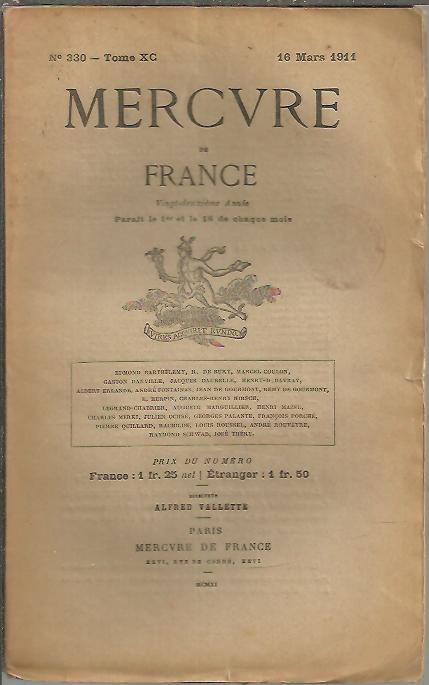 Nº 330 — Tome XC
16 Mars 1911
MERCVRE
DE
FRANCE
Vingt-deuxième Année
Paraît le 1er et le 16 de chaque mois
VIRES ACQVIRIT EVNDO
EDMOND BARTHÈLEMY, R. DE BURY, MARCEL COULON,
GASTON DANVILLE, JACQUES DAURELLE, HENRY-D. DAVRAY,
ALBERT ERLANDE, ANDRÉ FONTAINAS, JEAN DE GOURMONT, REMY DE GOURMONT,
E. HERPIN, CHARLES-HENRY HIRSCH,
LEGRAND-CHABRIER, AUGUSTE MARGUILLIER, HENRI MAZEL,
CHARLES MERKI, JULIEN OCHSÉ, GEORGES PALANTE, FRANÇOIS PORCHÉ,
PIERRE QUILLARD, RACHILDE, LOUIS ROUSSEL, ANDRÉ ROUVEYRE,
RAYMOND SCHWAB, JOSÉ THÉRY.
PRIX DU NUMÉRO
France : 1 fr. 25 net | Étranger : 1 fr. 50
DIRECTEUR
ALFRED VALLETTE
PARIS
MERCVRE DE FRANCE
XXVI, RVE DE CONDÉ, XXVI
MCMXI